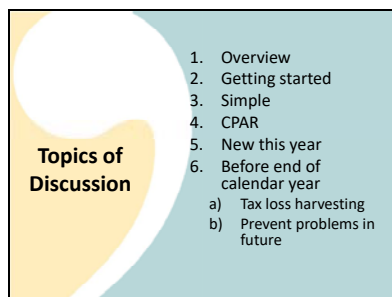 Topics of
Discussion
1. Overview
2. Getting started
3. Simple
4. CPAR
5. New this year
6. Before end of
calendar year
a) Tax loss harvesting
b) Prevent problems in
future